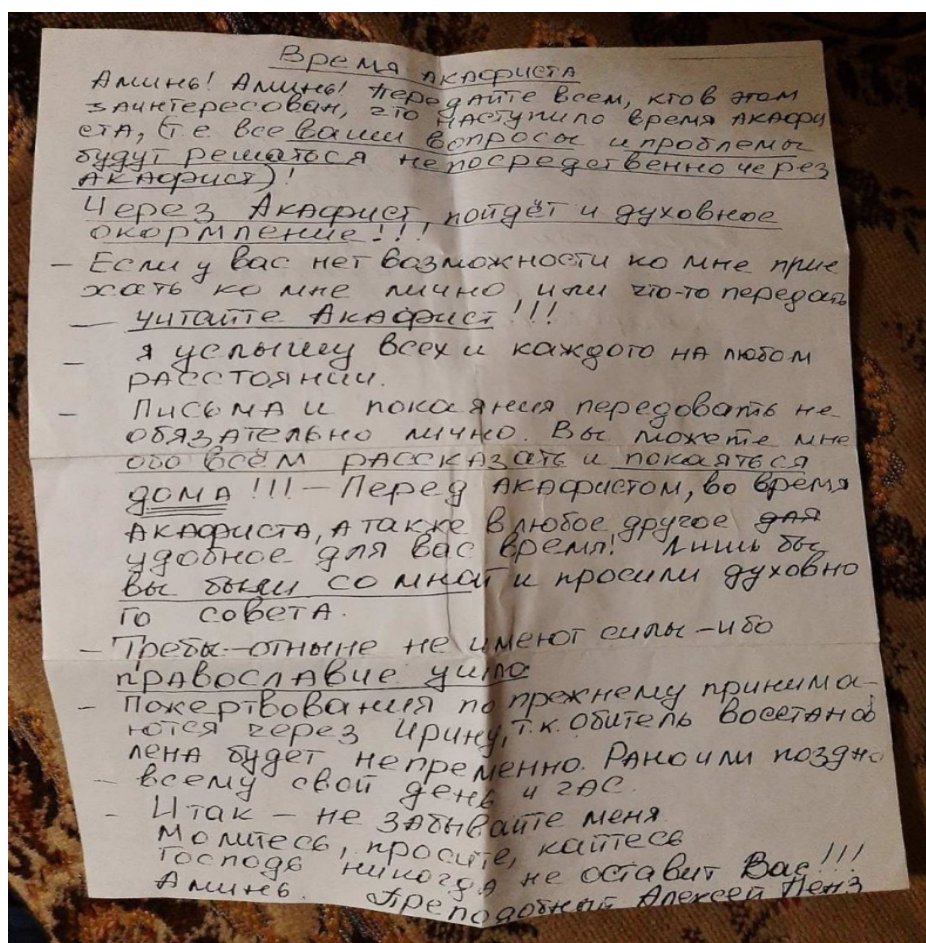 Время Акафиста
Аминь! Аминь! Передайте всем, кто в этом
заинтересован, что наступило время Акафи
ста, (т.е все ваши вопросы и проблемы
будут решаться непосредственно через
Акафист)!
Через Акафист пойдёт и духовное
окормление!!!
– Если у вас нет возможности ко мне прие
хать ко мне лично, или что-то передать
— читайте Акафист!!!
– я услышу всех и каждого на любом
расстоянии.
– Письма и покаяния передовать не
обязательно лично. Вы можете мне
обо всём рассказать и покаяться
дома!!! – Перед Акафистом, во время
Акафиста, а также в любое другое для
удобное для вас время! Лишь бы
вы были со мной и просили духовно
го совета.
– Требы – отныне не имеют силы – ибо
православие ушло
– Пожертвования по прежнему принима-
ются через Ирину, т.к. Обитель восстанов
лена будет непременно. Рано или поздно
– всему свой день и час.
– Итак – не забывайте меня
Молитесь, просите, кайтесь
Господь никогда не оставит Вас!!!
Аминь. Преподобный Алексей Пенз